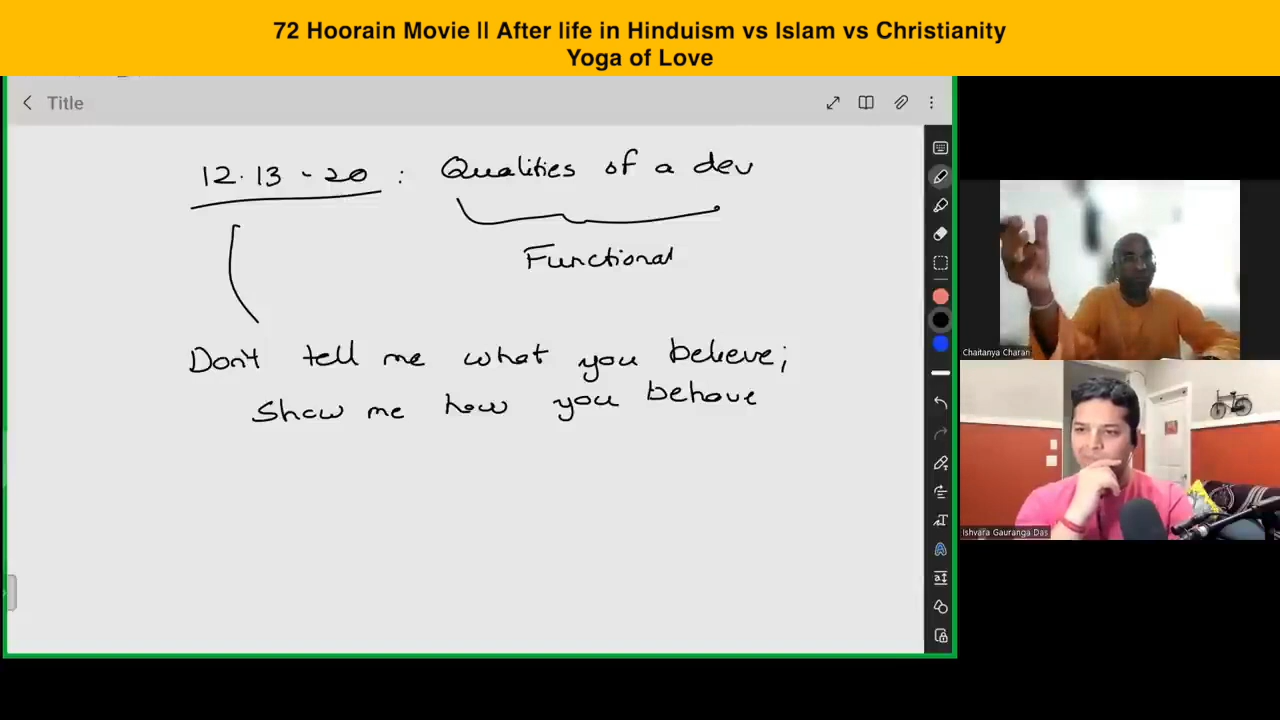 72 Hoorain Movie || After life in Hinduism vs Islam vs Christianity
Yoga of Love
Title
12.13 - 20 : Qualities of a dev
Functional
Don't tell me what you believe;
Show me how you behave
Chaitanya Charan
Ishvara Gauranga Das